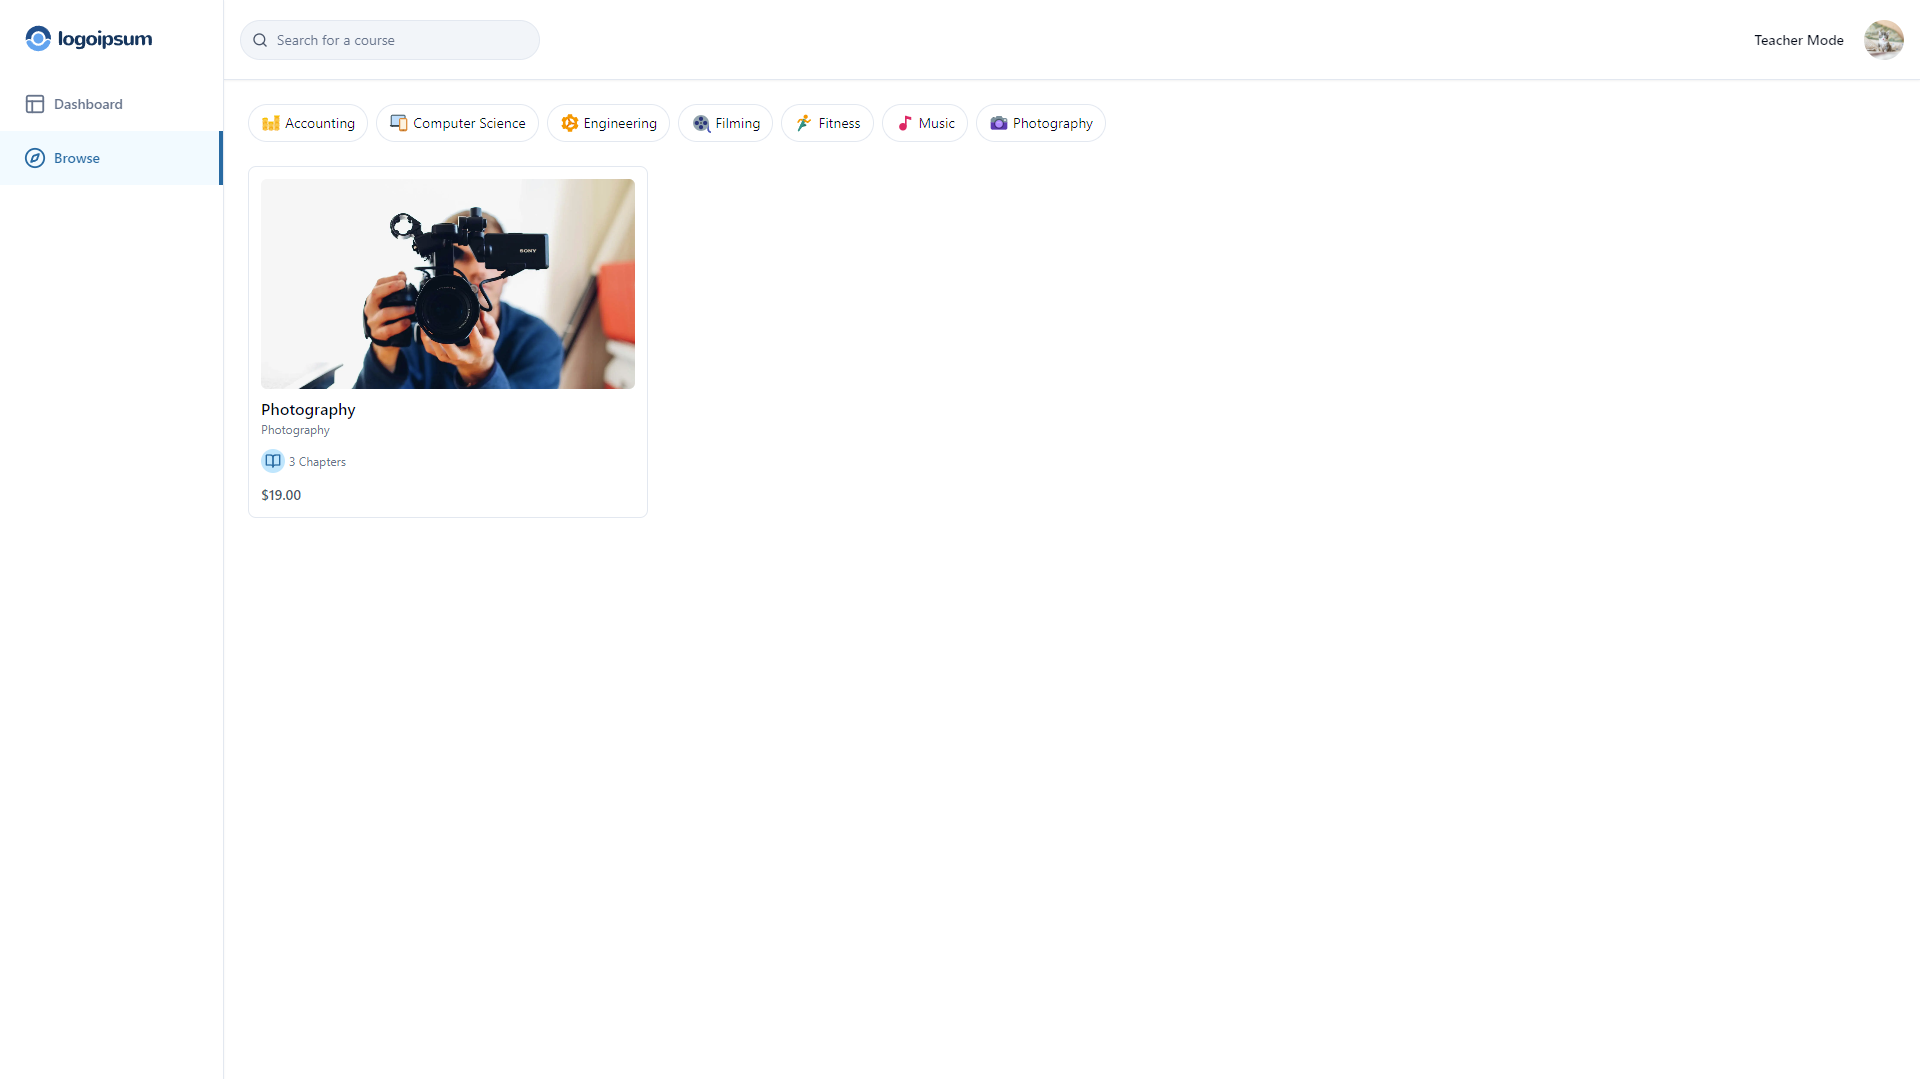 logoipsum
Search for a course
Teacher Mode
Dashboard
Browse
Accounting
Computer Science
Engineering
Filming
Fitness
Music
Photography
SONY
Photography
Photography
3 Chapters
$19.00